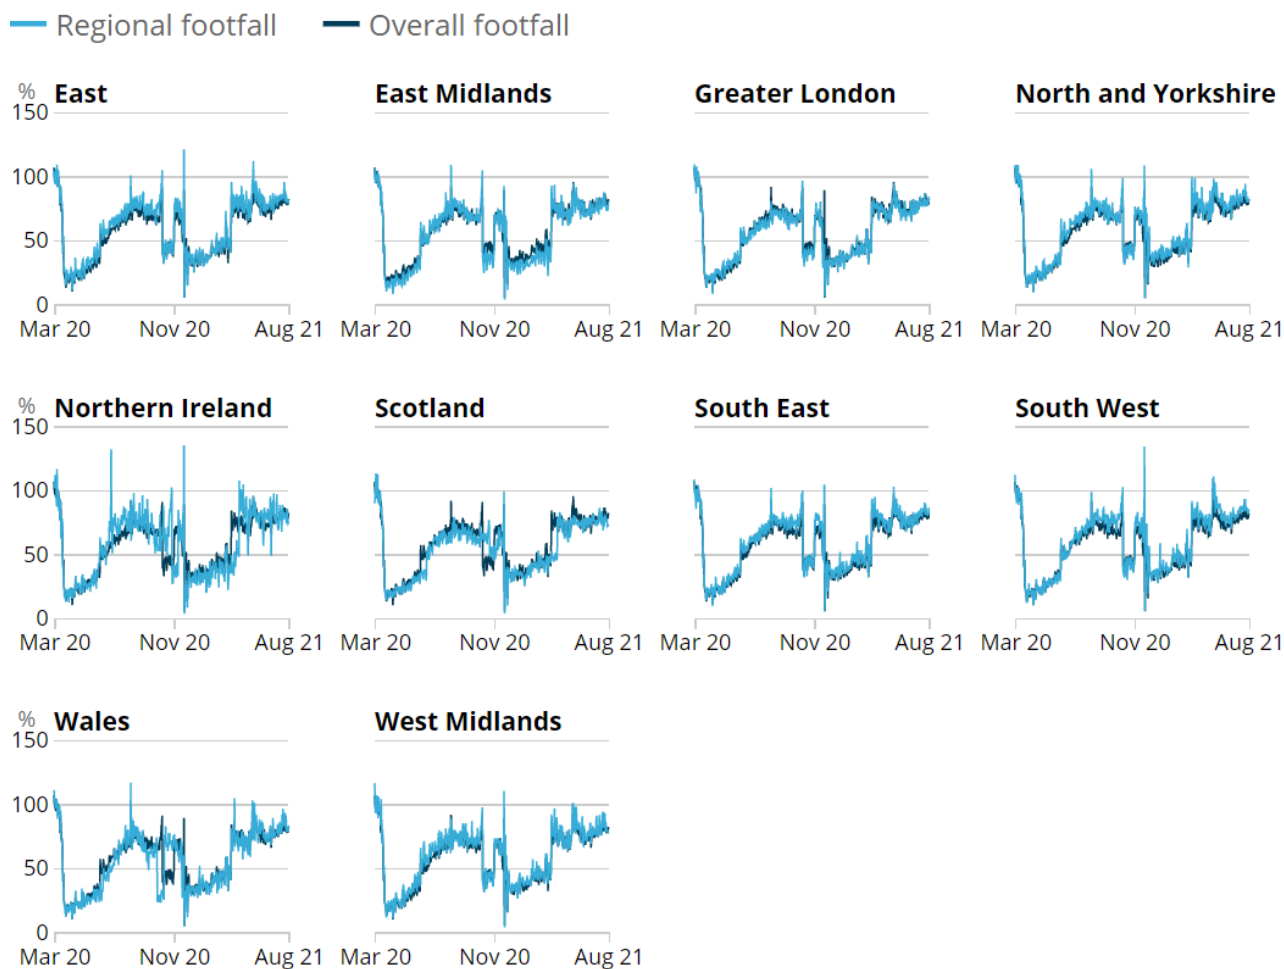 Regional footfall Overall footfall
% East East Midlands Greater London North and Yorkshire
150
100
50
0
Mar 20 Nov 20 Aug 21 Mar 20 Nov 20 Aug 21 Mar 20 Nov 20 Aug 21 Mar 20 Nov 20 Aug 21
% Northern Ireland Scotland South East South West
150
100
50
0
Mar 20 Nov 20 Aug 21 Mar 20 Nov 20 Aug 21 Mar 20 Nov 20 Aug 21 Mar 20 Nov 20 Aug 21
% Wales West Midlands
150
100
50
0
Mar 20 Nov 20 Aug 21 Mar 20 Nov 20 Aug 21